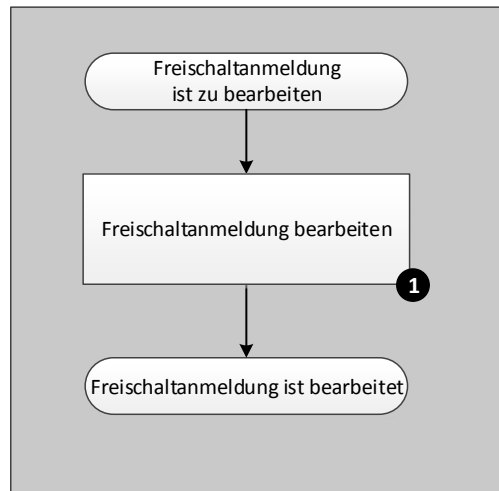 Freischaltanmeldung
ist zu bearbeiten
Freischaltanmeldung bearbeiten
1
Freischaltanmeldung ist bearbeitet